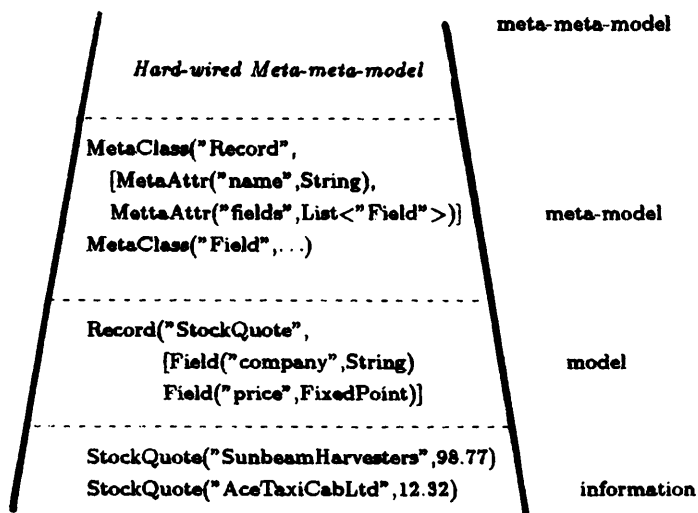 meta-meta-model
Hard-wired Meta-meta-model
MetaClass("Record",
[MetaAttr("name",String),
MettaAttr("fields",List<"Field">)]
meta-model
MetaClass("Field",...)
Record("StockQuote",
[Field("company",String)
model
Field("price",FixedPoint)]
StockQuote("SunbeamHarvesters",98.77)
StockQuote("AceTaxiCabLtd",12.32)
information